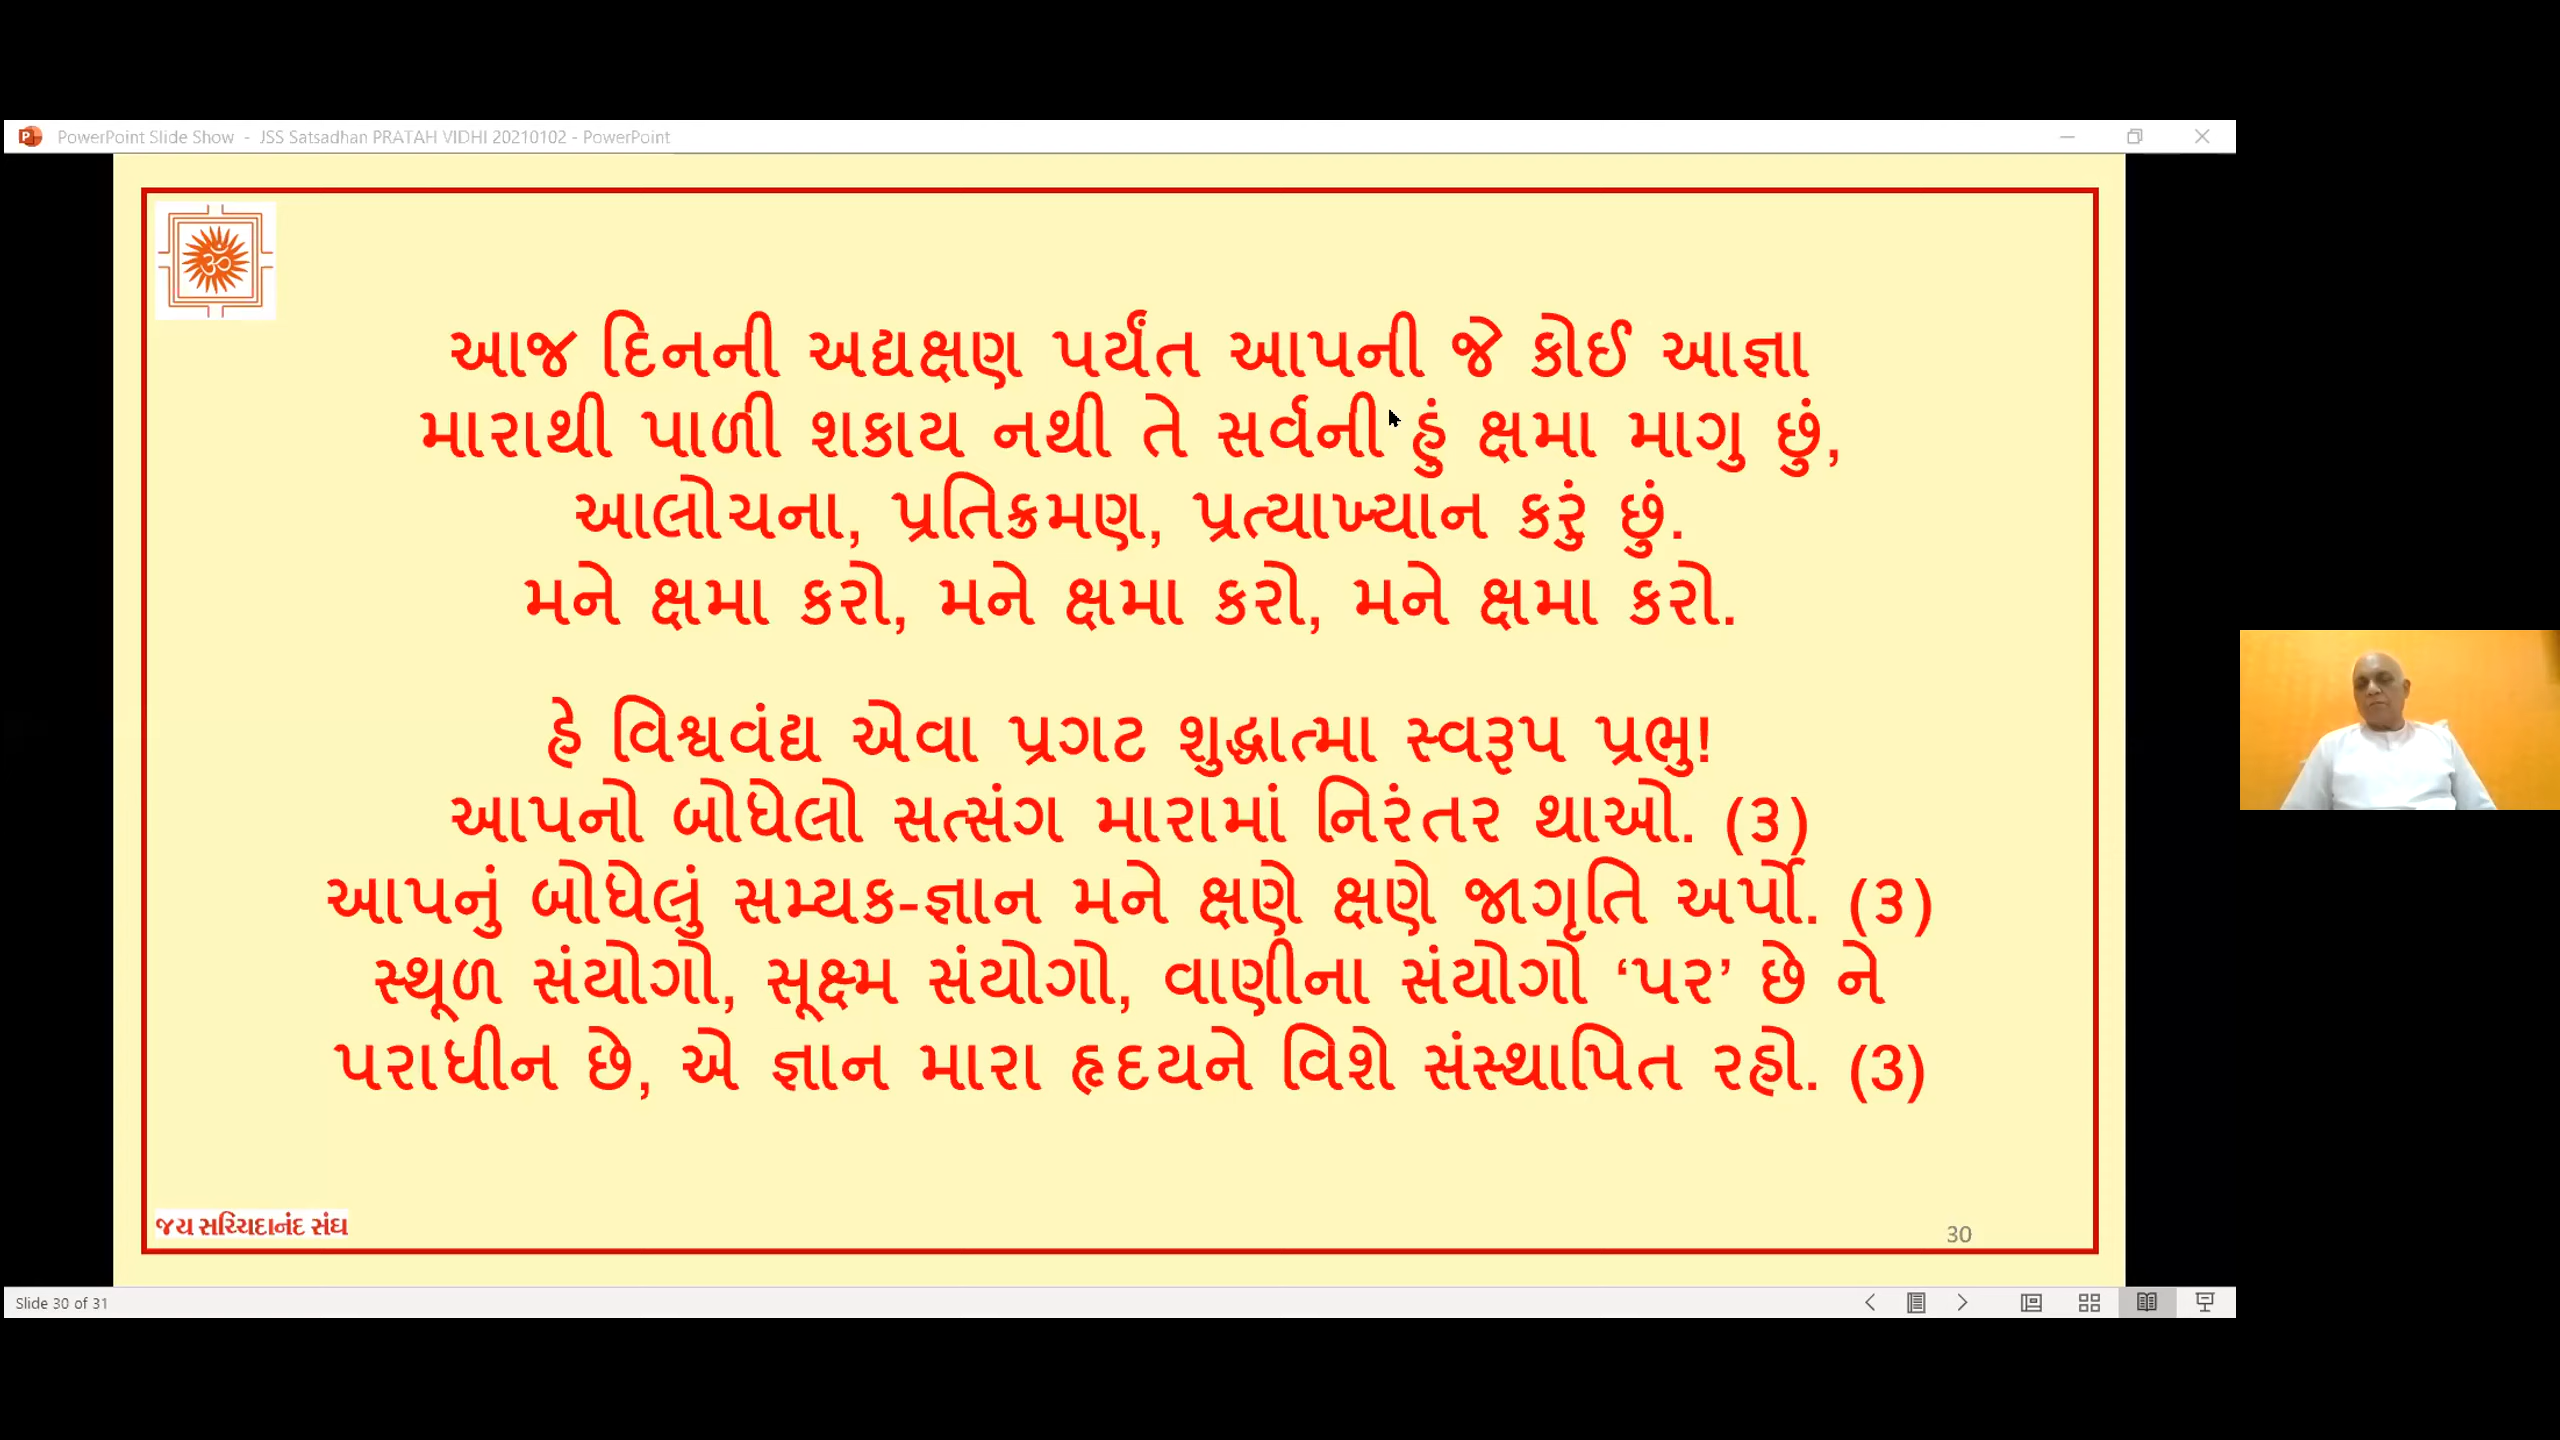 PowerPoint Slide Show - JSS Satsadhan PRATAH VIDHI 20210102 - PowerPoint
આજ દિનની અદ્યક્ષણ પર્યંત આપની જે કોઈ આજ્ઞા
મારાથી પાળી શકાય નથી તે સર્વની હું ક્ષમા માગુ છું,
આલોચના, પ્રતિક્રમણ, પ્રત્યાખ્યાન કરું છું.
મને ક્ષમા કરો, મને ક્ષમા કરો, મને ક્ષમા કરો.
હે વિશ્વવંદ્ય એવા પ્રગટ શુદ્ધાત્મા સ્વરૂપ પ્રભુ!
આપનો બોધેલો સત્સંગ મારામાં નિરંતર થાઓ. (૩)
આપનું બોધેલું સમ્યક-જ્ઞાન મને ક્ષણે ક્ષણે જાગૃતિ અર્પો. (૩)
સ્થૂળ સંયોગો, સૂક્ષ્મ સંયોગો, વાણીના સંયોગો ‘પર’ છે ને
પરાધીન છે, એ જ્ઞાન મારા હૃદયને વિશે સંસ્થાપિત રહો. (3)
જય સચ્ચિદાનંદ સંઘ
30
Slide 30 of 31